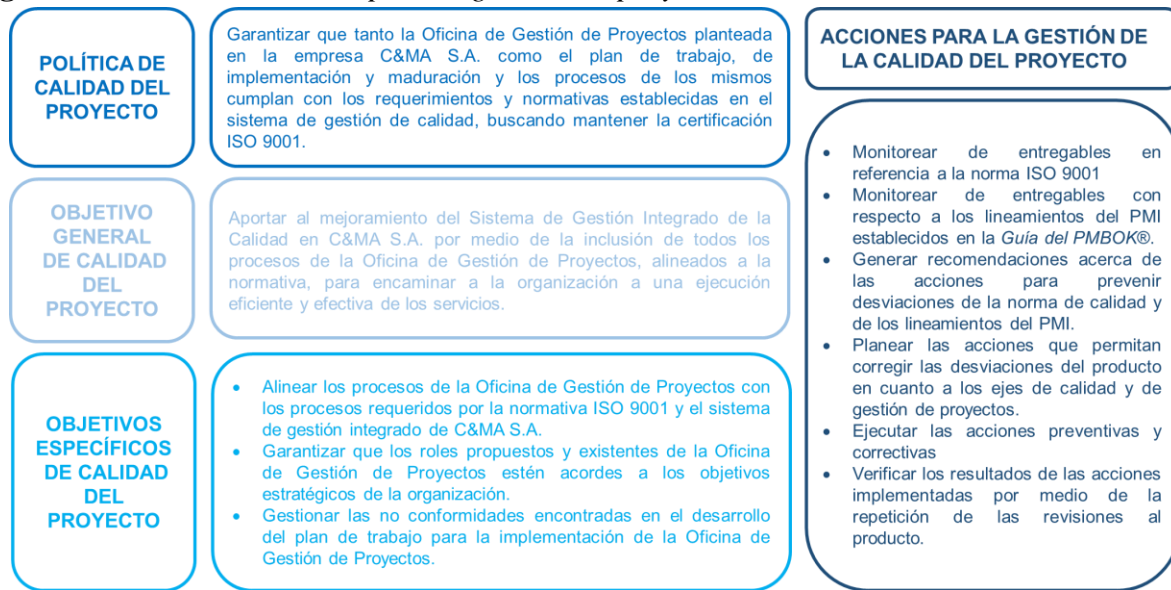 POLÍTICA DE
CALIDAD DEL
PROYECTO
Garantizar que tanto la Oficina de Gestión de Proyectos planteada
en la empresa C&MA S.A. como el plan de trabajo, de
implementación y maduración y los procesos de los mismos
cumplan con los requerimientos y normativas establecidas en el
sistema de gestión de calidad, buscando mantener la certificación
ISO 9001.
OBJETIVO
GENERAL
DE CALIDAD
DEL
PROYECTO
Aportar al mejoramiento del Sistema de Gestión Integrado de la
Calidad en C&MA S.A. por medio de la inclusión de todos los
procesos de la Oficina de Gestión de Proyectos, alineados a la
normativa, para encaminar a la organización a una ejecución
eficiente y efectiva de los servicios.
OBJETIVOS
ESPECÍFICOS
DE CALIDAD
DEL
PROYECTO
• Alinear los procesos de la Oficina de Gestión de Proyectos con
los procesos requeridos por la normativa ISO 9001 y el sistema
de gestión integrado de C&MA S.A.
• Garantizar que los roles propuestos y existentes de la Oficina
de Gestión de Proyectos estén acordes a los objetivos
estratégicos de la organización.
• Gestionar las no conformidades encontradas en el desarrollo
del plan de trabajo para la implementación de la Oficina de
Gestión de Proyectos.
ACCIONES PARA LA GESTIÓN DE
LA CALIDAD DEL PROYECTO
• Monitorear de entregables en
referencia a la norma ISO 9001
• Monitorear de entregables con
respecto a los lineamientos del PMI
establecidos en la Guía del PMBOK®.
• Generar recomendaciones acerca de
las acciones para prevenir
desviaciones de la norma de calidad y
de los lineamientos del PMI.
• Planear las acciones que permitan
corregir las desviaciones del producto
en cuanto a los ejes de calidad y de
gestión de proyectos.
• Ejecutar las acciones preventivas y
correctivas
• Verificar los resultados de las acciones
implementadas por medio de la
repetición de las revisiones al
producto.